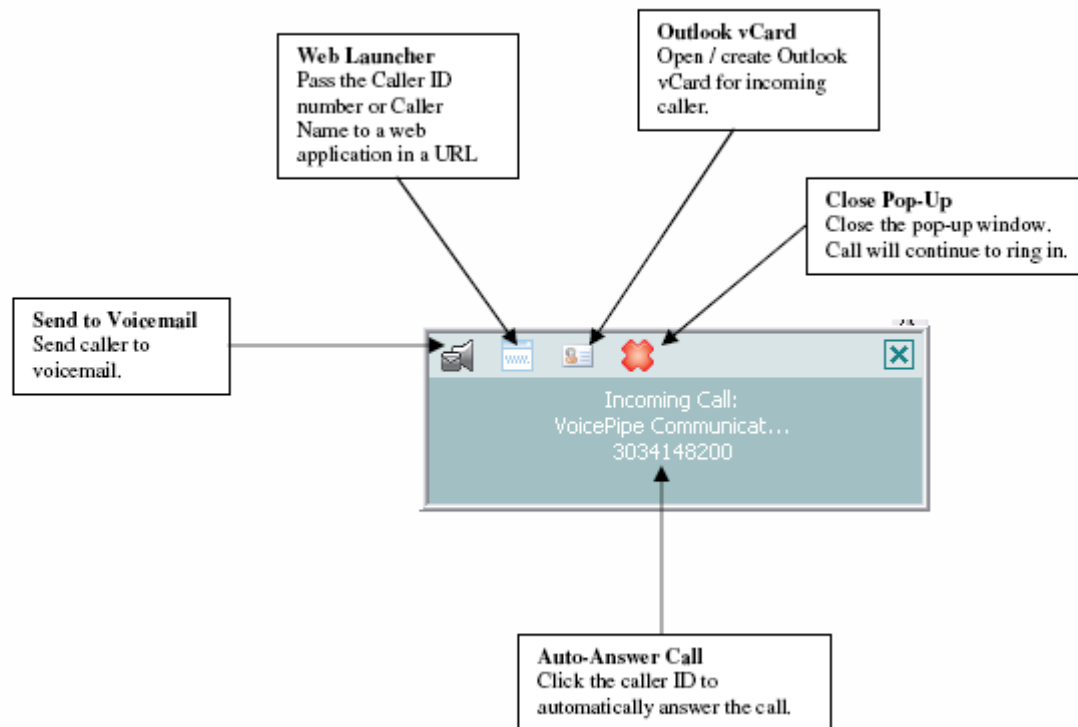 Outlook vCard
Open / create Outlook
vCard for incoming
caller.
Web Launcher
Pass the Caller ID
number or Caller
Name to a web
application in a URL
Close Pop-Up
Close the pop-up window.
Call will continue to ring in.
Send to Voicemail
Send caller to
voicemail.
www.
Incoming Call:
VoicePipe Communicat...
3034148200
Auto-Answer Call
Click the caller ID to
automatically answer the call.